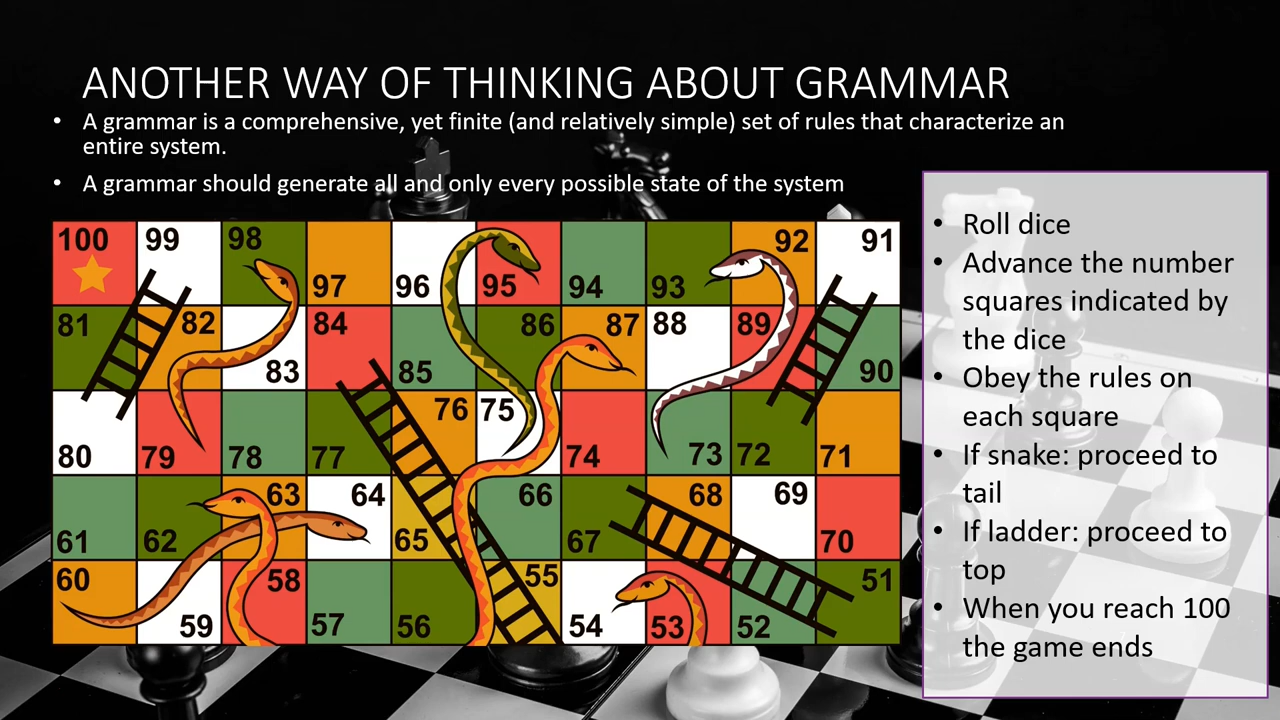 ANOTHER WAY OF THINKING ABOUT GRAMMAR
• A grammar is a comprehensive, yet finite (and relatively simple) set of rules that characterize an
entire system.
• A grammar should generate all and only every possible state of the system
100 99 98 97 96 95 94 93 92 91
81 82 83 84 85 86 87 88 89 90
80 79 78 77 76 75 74 73 72 71
61 62 63 64 65 66 67 68 69 70
60 59 58 57 56 55 54 53 52 51
• Roll dice
• Advance the number
squares indicated by
the dice
• Obey the rules on
each square
• If snake: proceed to
tail
• If ladder: proceed to
top
• When you reach 100
the game ends